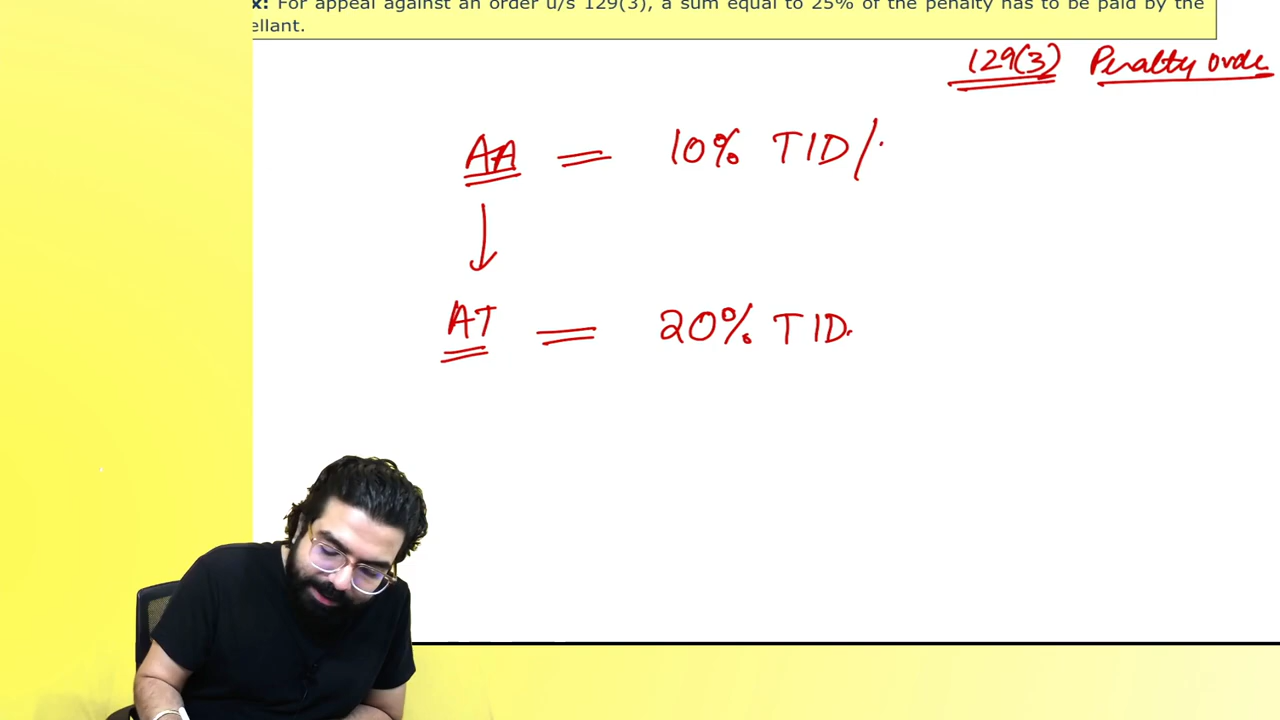 x: For appeal against an order u/s 129(3), a sum equal to 25% of the penalty has to be paid by the
ellant.
129(3) Penalty orde
AA = 10% TID/.
↓
AT = 20% TID.